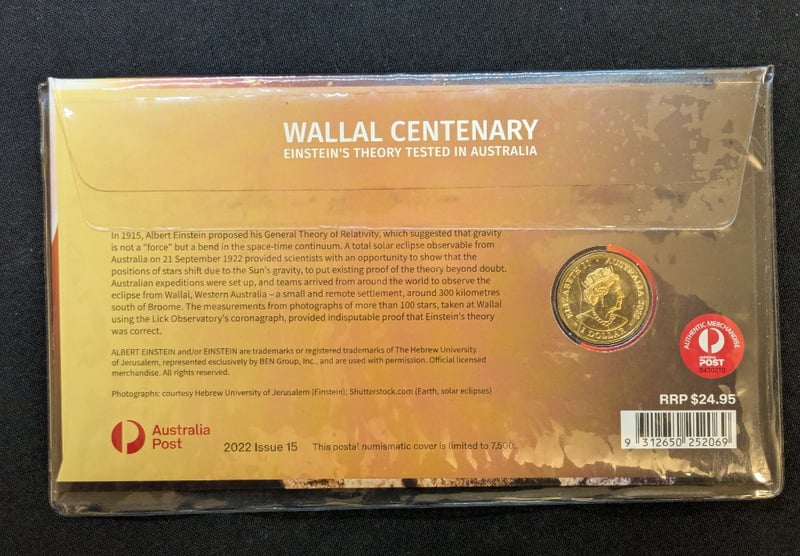 WALLAL CENTENARY
EINSTEIN'S THEORY TESTED IN AUSTRALIA
In 1915, Albert Einstein proposed his General Theory of Relativity, which suggested that gravity
is not a "force" but a bend in the space-time continuum. A total solar eclipse observable from
Australia on 21 September 1922 provided scientists with an opportunity to show that the
positions of stars shift due to the Sun's gravity, to put existing proof of the theory beyond doubt.
Australian expeditions were set up, and teams arrived from around the world to observe the
eclipse from Wallal, Western Australia – a small and remote settlement, around 300 kilometres
south of Broome. The measurements from photographs of more than 100 stars, taken at Wallal
using the Lick Observatory's coronagraph, provided indisputable proof that Einstein's theory
was correct.
ALBERT EINSTEIN and/or EINSTEIN are trademarks or registered trademarks of The Hebrew University
of Jerusalem, represented exclusively by BEN Group, Inc., and are used with permission. Official licensed
merchandise. All rights reserved.
Photographs: courtesy Hebrew University of Jerusalem (Einstein); Shutterstock.com (Earth, solar eclipses)
Australia
Post
2022 Issue 15
This postal numismatic cover is limited to 7,500.
ELIZABETH II • AUSTRALIA 2022
1 DOLLAR
AUTHENTIC MERCHANDISE
AUSTRALIA
POST
0430210
RRP $24.95
9 312650 252069